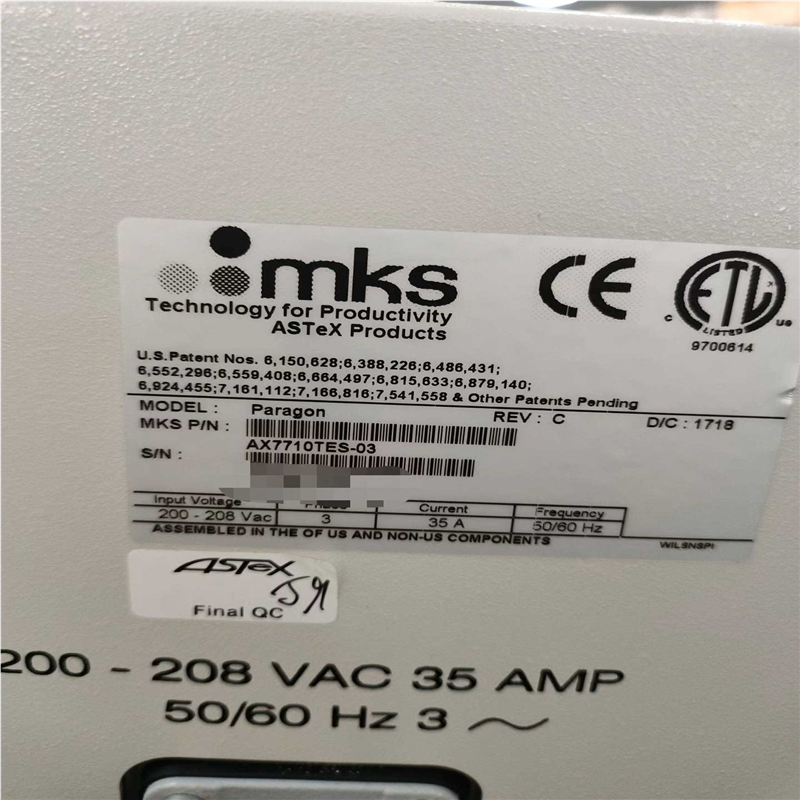 mks
Technology for Productivity
ASTeX Products
CE
ETL
LISTED
c us
9700614
U.S.Patent Nos. 6,150,628;6,388,226;6,486,431;
6,552,296;6,559,408;6,664,497;6,815,633;6,879,140;
6,924,455;7,161,112;7,166,816;7,541,558 & Other Patents Pending
MODEL : Paragon REV : C D/C : 1718
MKS P/N :
AX7710TES-03
S/N :
Input Voltage Phase Current Frequency
200 - 208 Vac 3 35 A 50/60 Hz
ASSEMBLED IN THE OF US AND NON-US COMPONENTS
WILSNSPI
ASTeX
Final QC
200 - 208 VAC 35 AMP
50/60 Hz 3 ~